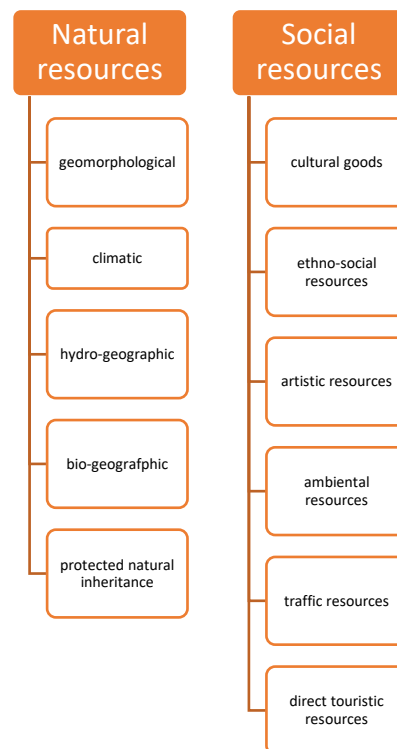 Natural
resources
geomorphological
climatic
hydro-geographic
bio-geografphic
protected natural
inheritance
Social
resources
cultural goods
ethno-social
resources
artistic resources
ambiental
resources
traffic resources
direct touristic
resources